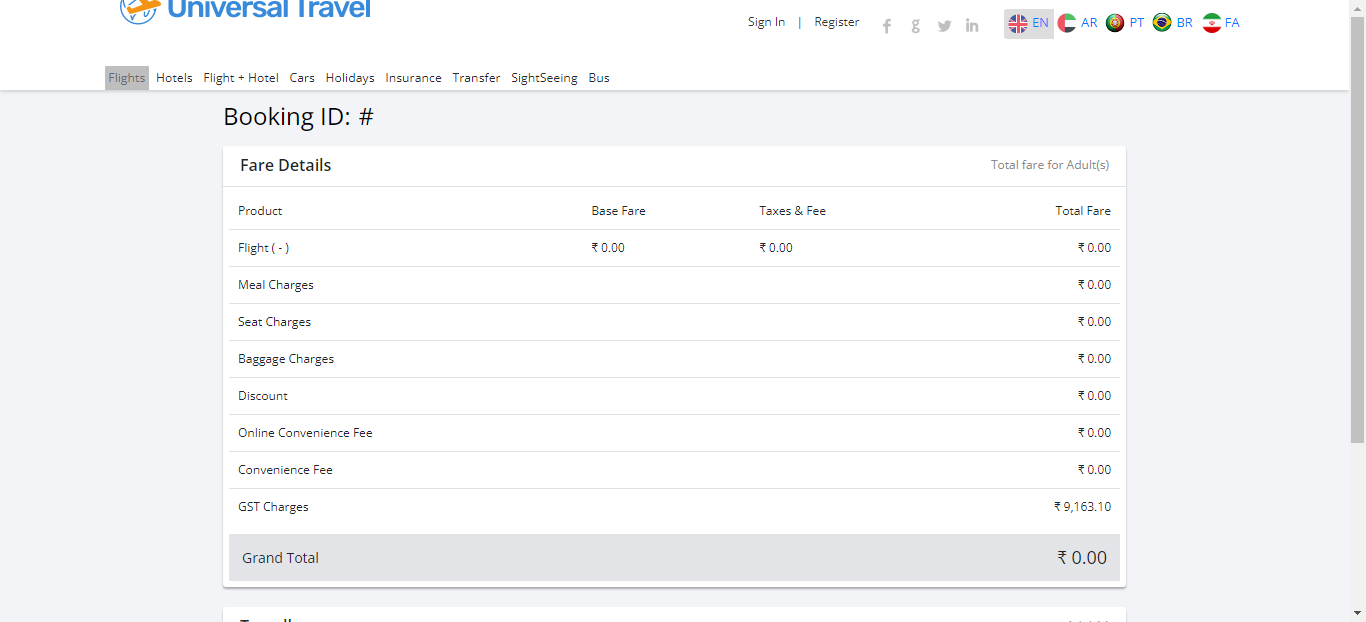 Universal Travel
Sign In | Register
EN AR PT BR FA
Flights Hotels Flight + Hotel Cars Holidays Insurance Transfer SightSeeing Bus
Booking ID: #
Fare Details Total fare for Adult(s)
Product Base Fare Taxes & Fee Total Fare
Flight ( - ) ₹ 0.00 ₹ 0.00 ₹ 0.00
Meal Charges ₹ 0.00
Seat Charges ₹ 0.00
Baggage Charges ₹ 0.00
Discount ₹ 0.00
Online Convenience Fee ₹ 0.00
Convenience Fee ₹ 0.00
GST Charges ₹ 9,163.10
Grand Total ₹ 0.00